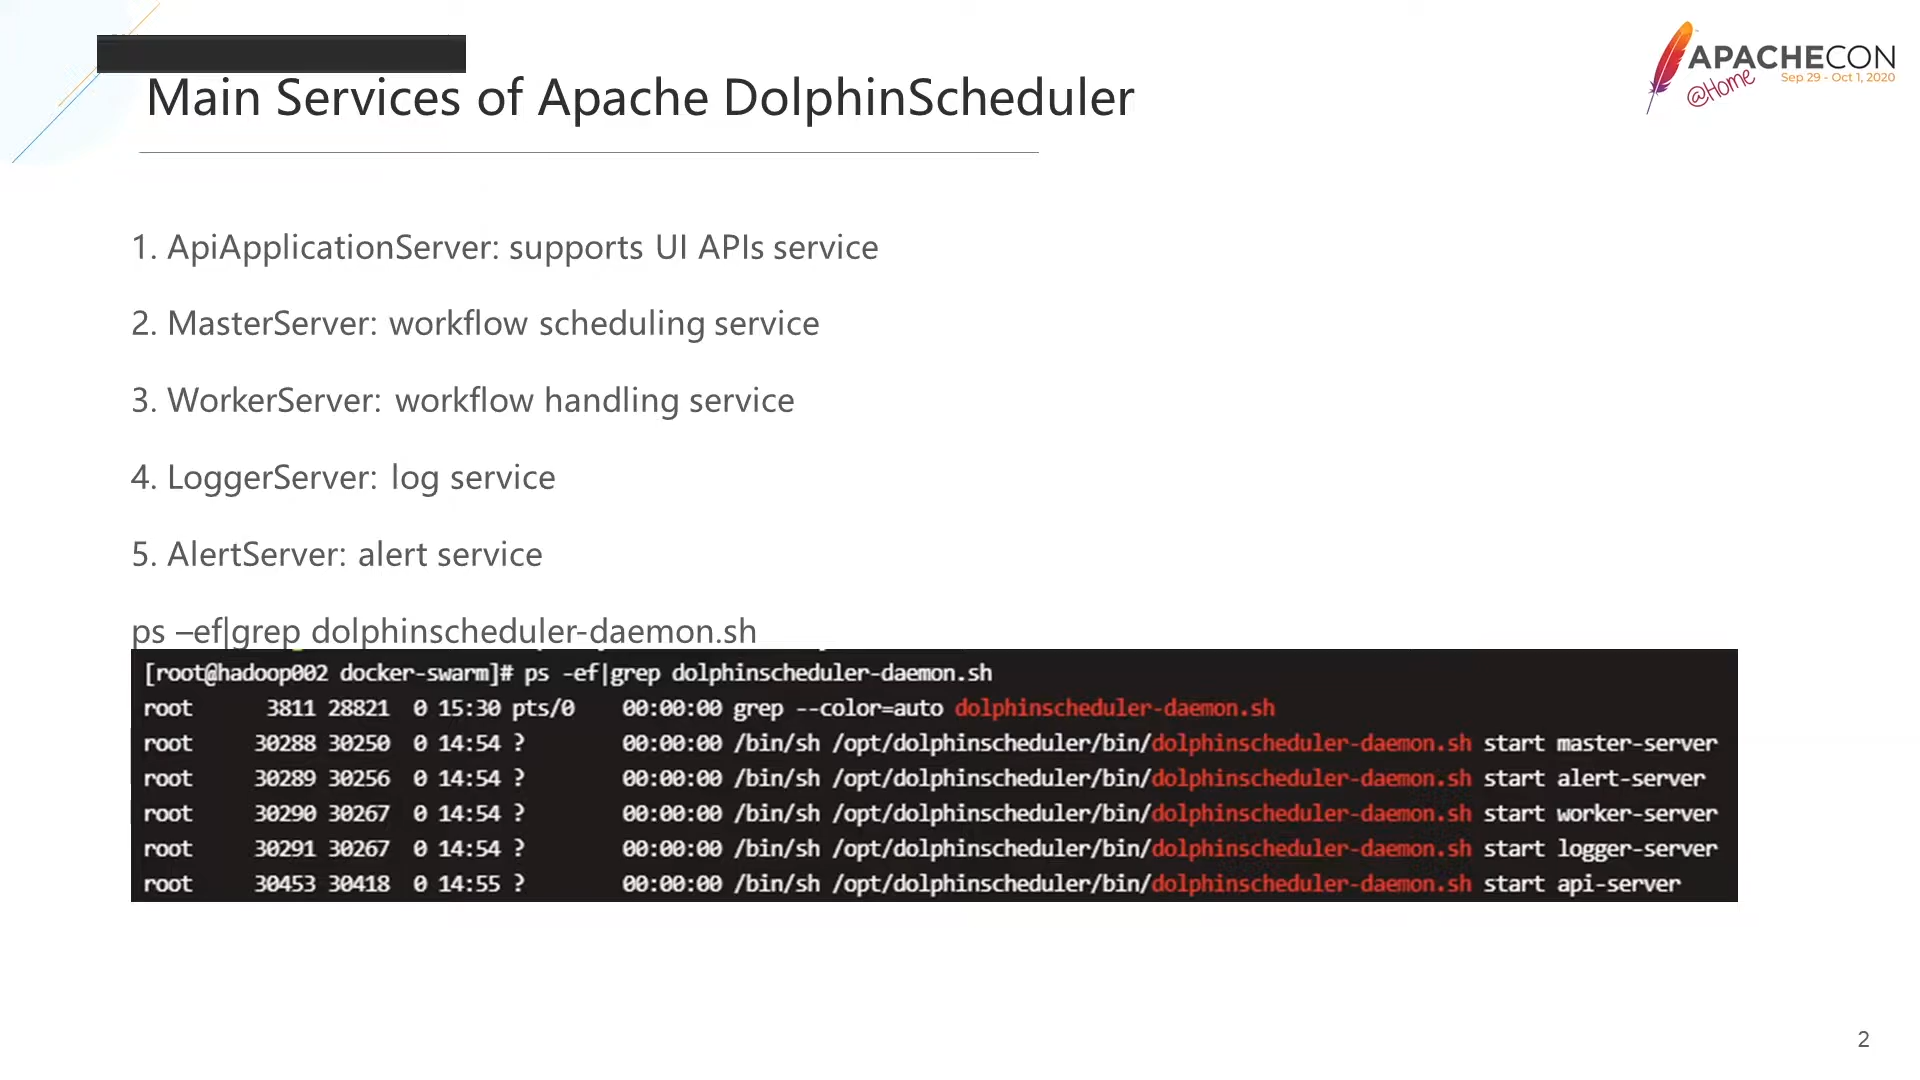 APACHECON
@Home
Sep 29 - Oct 1, 2020
Main Services of Apache DolphinScheduler
1. ApiApplicationServer: supports UI APIs service
2. MasterServer: workflow scheduling service
3. WorkerServer: workflow handling service
4. LoggerServer: log service
5. AlertServer: alert service
ps –ef|grep dolphinscheduler-daemon.sh
[root@hadoop002 docker-swarm]# ps -ef|grep dolphinscheduler-daemon.sh
root 3811 28821 0 15:30 pts/0 00:00:00 grep --color=auto dolphinscheduler-daemon.sh
root 30288 30250 0 14:54 ? 00:00:00 /bin/sh /opt/dolphinscheduler/bin/dolphinscheduler-daemon.sh start master-server
root 30289 30256 0 14:54 ? 00:00:00 /bin/sh /opt/dolphinscheduler/bin/dolphinscheduler-daemon.sh start alert-server
root 30290 30267 0 14:54 ? 00:00:00 /bin/sh /opt/dolphinscheduler/bin/dolphinscheduler-daemon.sh start worker-server
root 30291 30267 0 14:54 ? 00:00:00 /bin/sh /opt/dolphinscheduler/bin/dolphinscheduler-daemon.sh start logger-server
root 30453 30418 0 14:55 ? 00:00:00 /bin/sh /opt/dolphinscheduler/bin/dolphinscheduler-daemon.sh start api-server
2